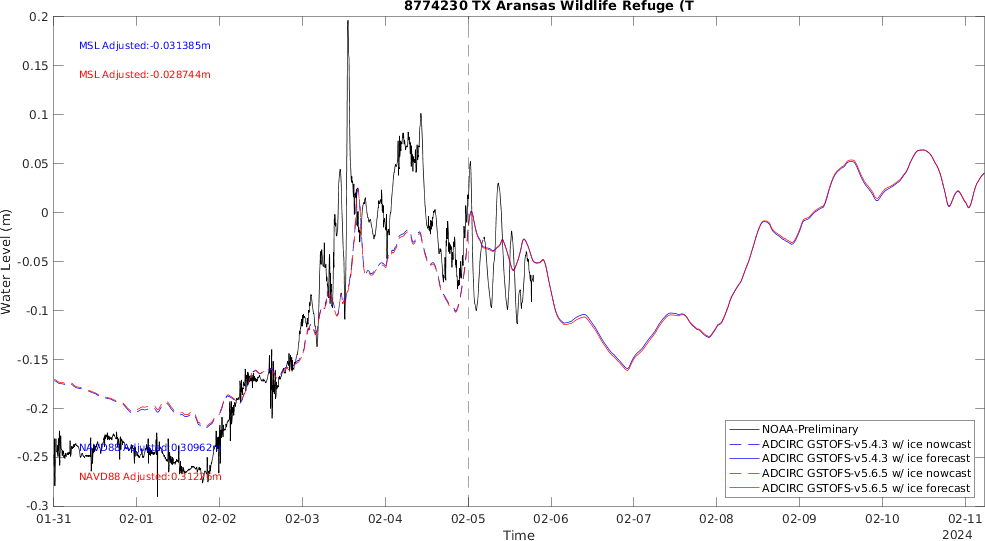 8774230 TX Aransas Wildlife Refuge (T
0.2
MSL Adjusted:-0.031385m
0.15
MSL Adjusted:-0.028744m
0.1
0.05
0
-0.05
-0.1
-0.15
-0.2
-0.25
-0.3
Water Level (m)
NAVD88 Adjusted:0.30962m
NAVD88 Adjusted:0.31226m
NOAA-Preliminary
ADCIRC GSTOFS-v5.4.3 w/ ice nowcast
ADCIRC GSTOFS-v5.4.3 w/ ice forecast
ADCIRC GSTOFS-v5.6.5 w/ ice nowcast
ADCIRC GSTOFS-v5.6.5 w/ ice forecast
01-31 02-01 02-02 02-03 02-04 02-05 02-06 02-07 02-08 02-09 02-10 02-11
Time
2024